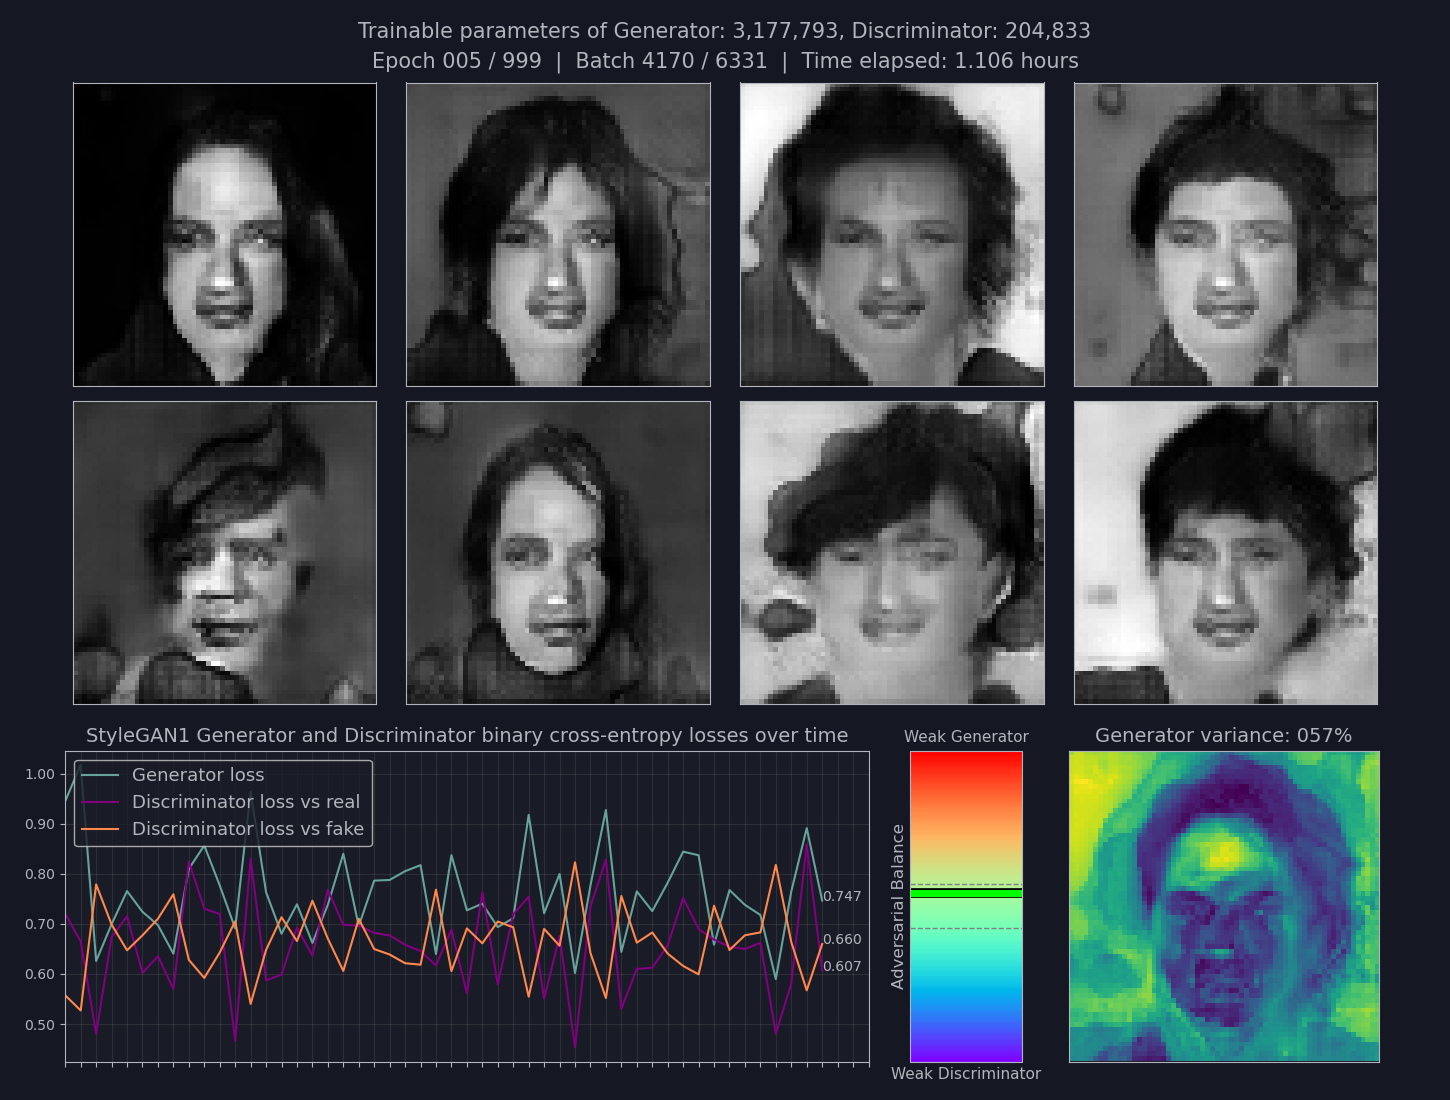 Trainable parameters of Generator: 3,177,793, Discriminator: 204,833
Epoch 005 / 999 | Batch 4170 / 6331 | Time elapsed: 1.106 hours
StyleGAN1 Generator and Discriminator binary cross-entropy losses over time
1.00
0.90
0.80
0.70
0.60
0.50
Generator loss
Discriminator loss vs real
Discriminator loss vs fake
0.747
0.660
0.607
Weak Generator
Adversarial Balance
Weak Discriminator
Generator variance: 057%